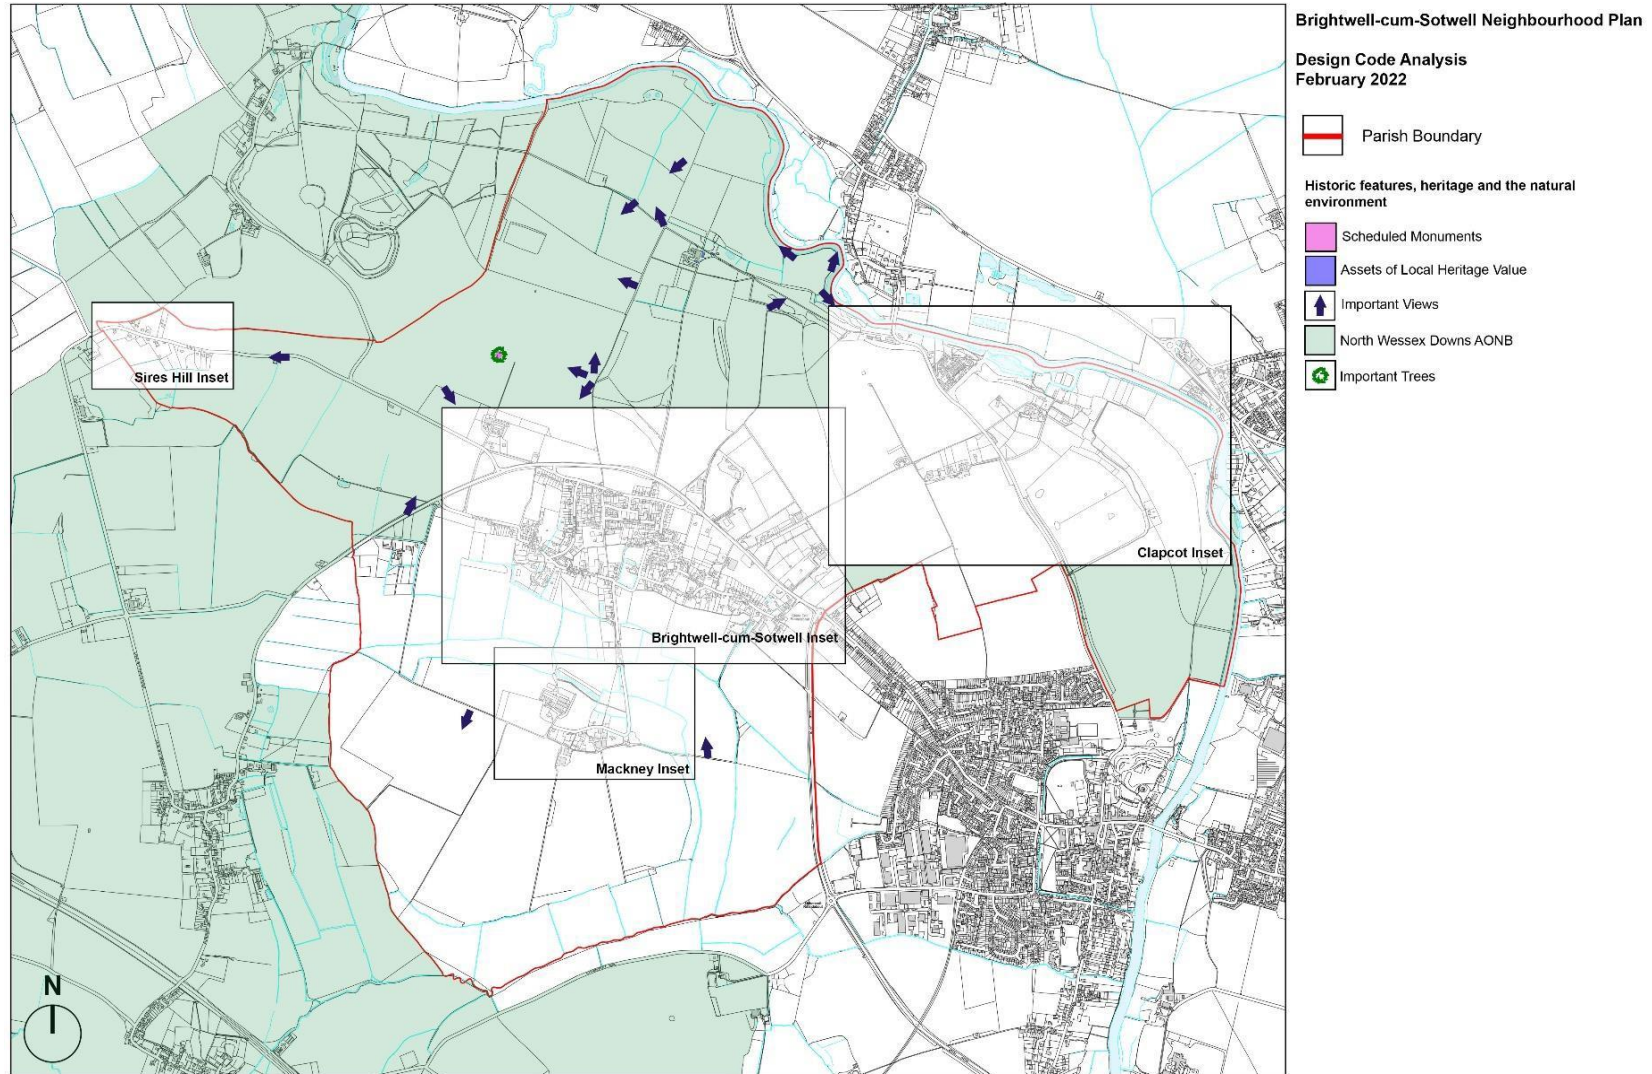 Brightwell-cum-Sotwell Neighbourhood Plan
Design Code Analysis
February 2022
Parish Boundary
Historic features, heritage and the natural
environment
Scheduled Monuments
Assets of Local Heritage Value
Important Views
North Wessex Downs AONB
Important Trees
Sires Hill Inset
Clapcot Inset
Brightwell-cum-Sotwell Inset
Mackney Inset
N